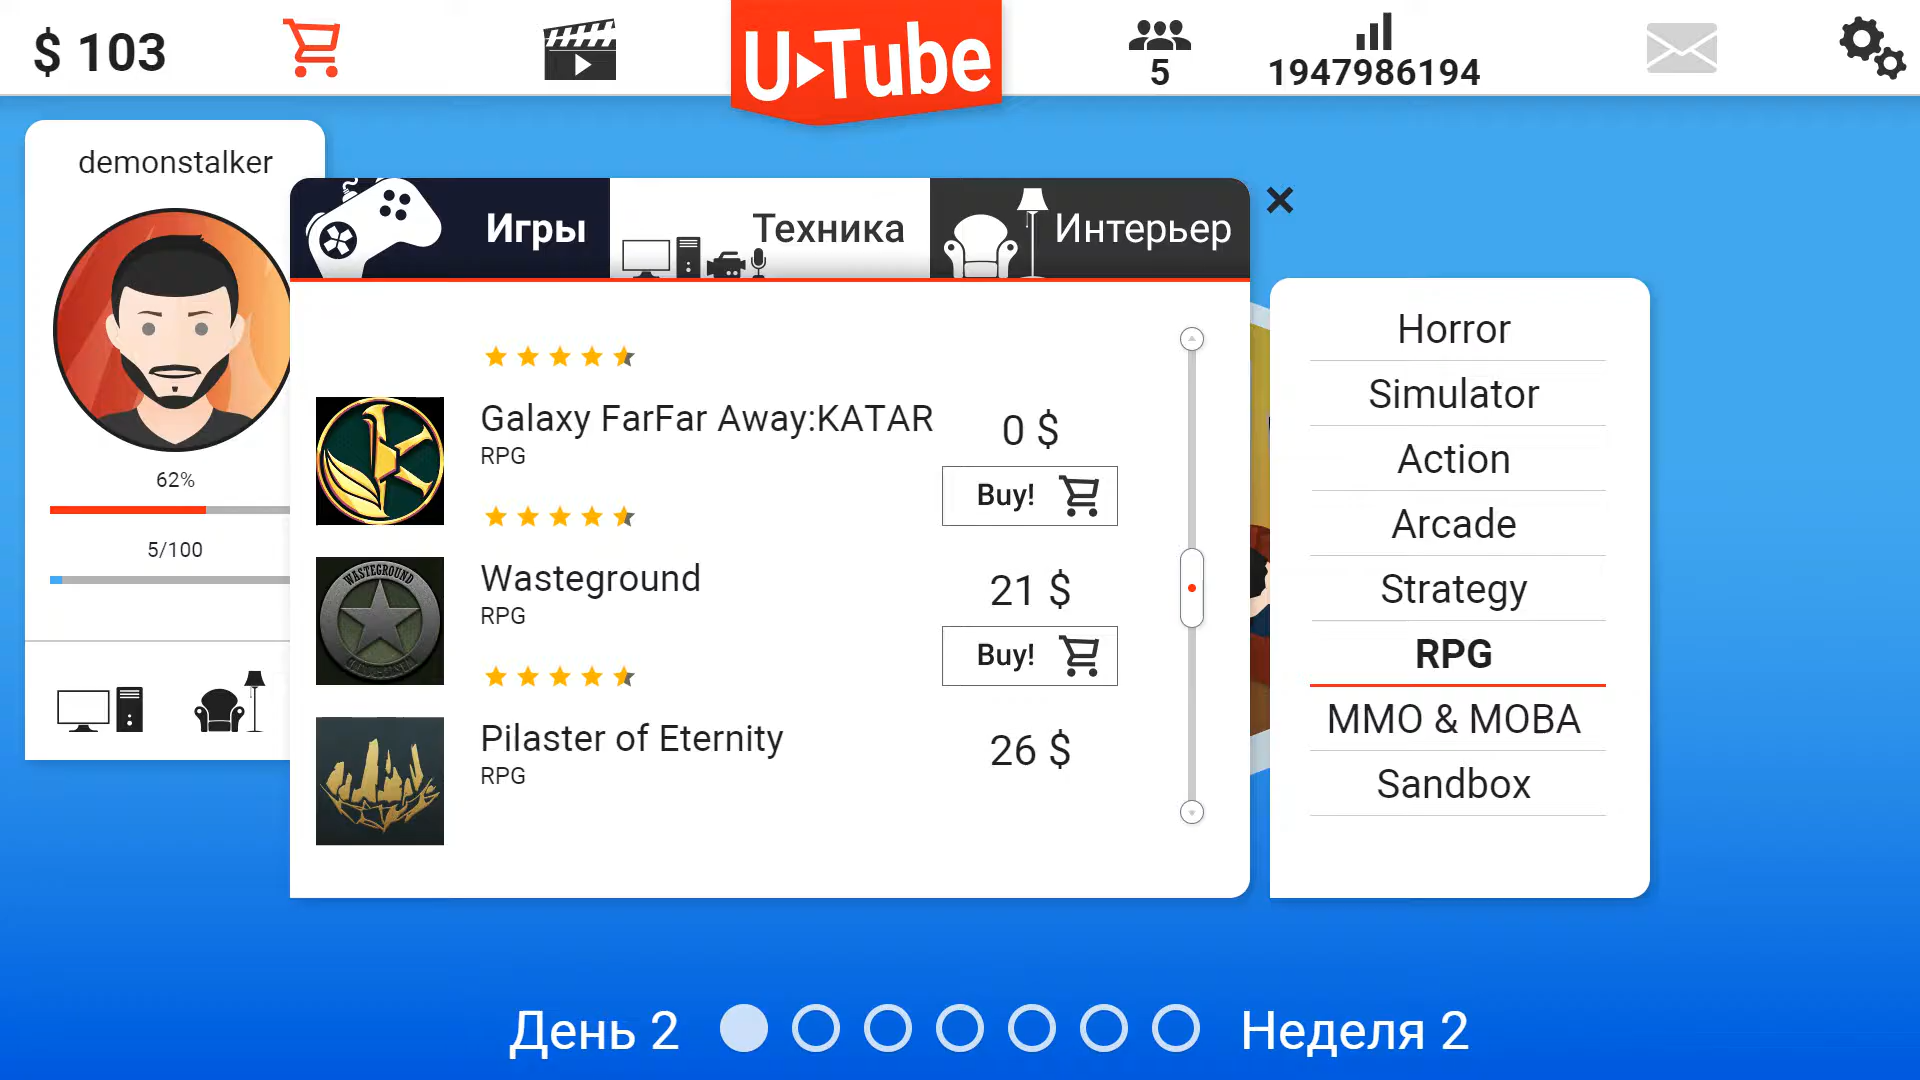 $ 103
U Tube
5
1947986194
demonstalker
62%
5/100
Игры
Техника
Интерьер
Galaxy FarFar Away:KATAR
RPG
0 $
Buy!
WASTEGROUND
Wasteground
RPG
21 $
Buy!
Pilaster of Eternity
RPG
26 $
Horror
Simulator
Action
Arcade
Strategy
RPG
MMO & MOBA
Sandbox
День 2
Неделя 2